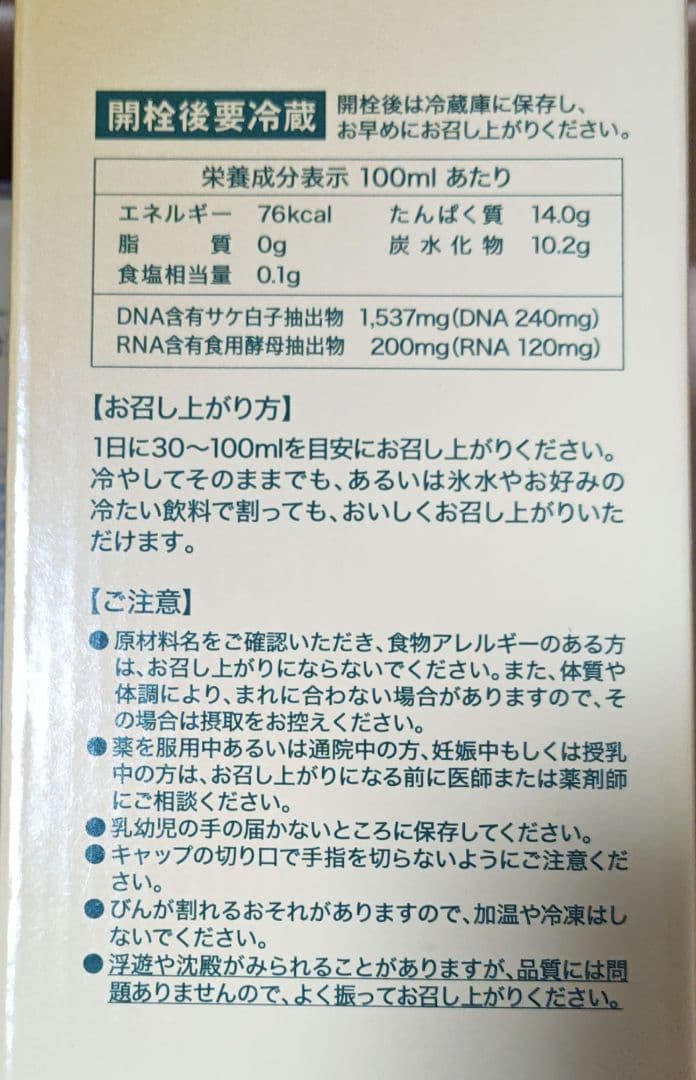 開栓後要冷蔵
開栓後は冷蔵庫に保存し、
お早めにお召し上がりください。
栄養成分表示 100ml あたり
エネルギー 76kcal たんぱく質 14.0g
脂質 0g 炭水化物 10.2g
食塩相当量 0.1g
DNA含有サケ白子抽出物 1,537mg(DNA 240mg)
RNA含有食用酵母抽出物 200mg(RNA 120mg)
【お召し上がり方】
1日に30〜100mlを目安にお召し上がりください。
冷やしてそのままでも、あるいは氷水やお好みの
冷たい飲料で割っても、おいしくお召し上がりいた
だけます。
【ご注意】
●原材料名をご確認いただき、食物アレルギーのある方
は、お召し上がりにならないでください。また、体質や
体調により、まれに合わない場合がありますので、そ
の場合は摂取をお控えください。
●薬を服用中あるいは通院中の方、妊娠中もしくは授乳
中の方は、お召し上がりになる前に医師または薬剤師
にご相談ください。
●乳幼児の手の届かないところに保存してください。
●キャップの切り口で手指を切らないようにご注意くだ
さい。
●びんが割れるおそれがありますので、加温や冷凍はし
ないでください。
●浮遊や沈殿がみられることがありますが、品質には問
題ありませんので、よく振ってお召し上がりください。